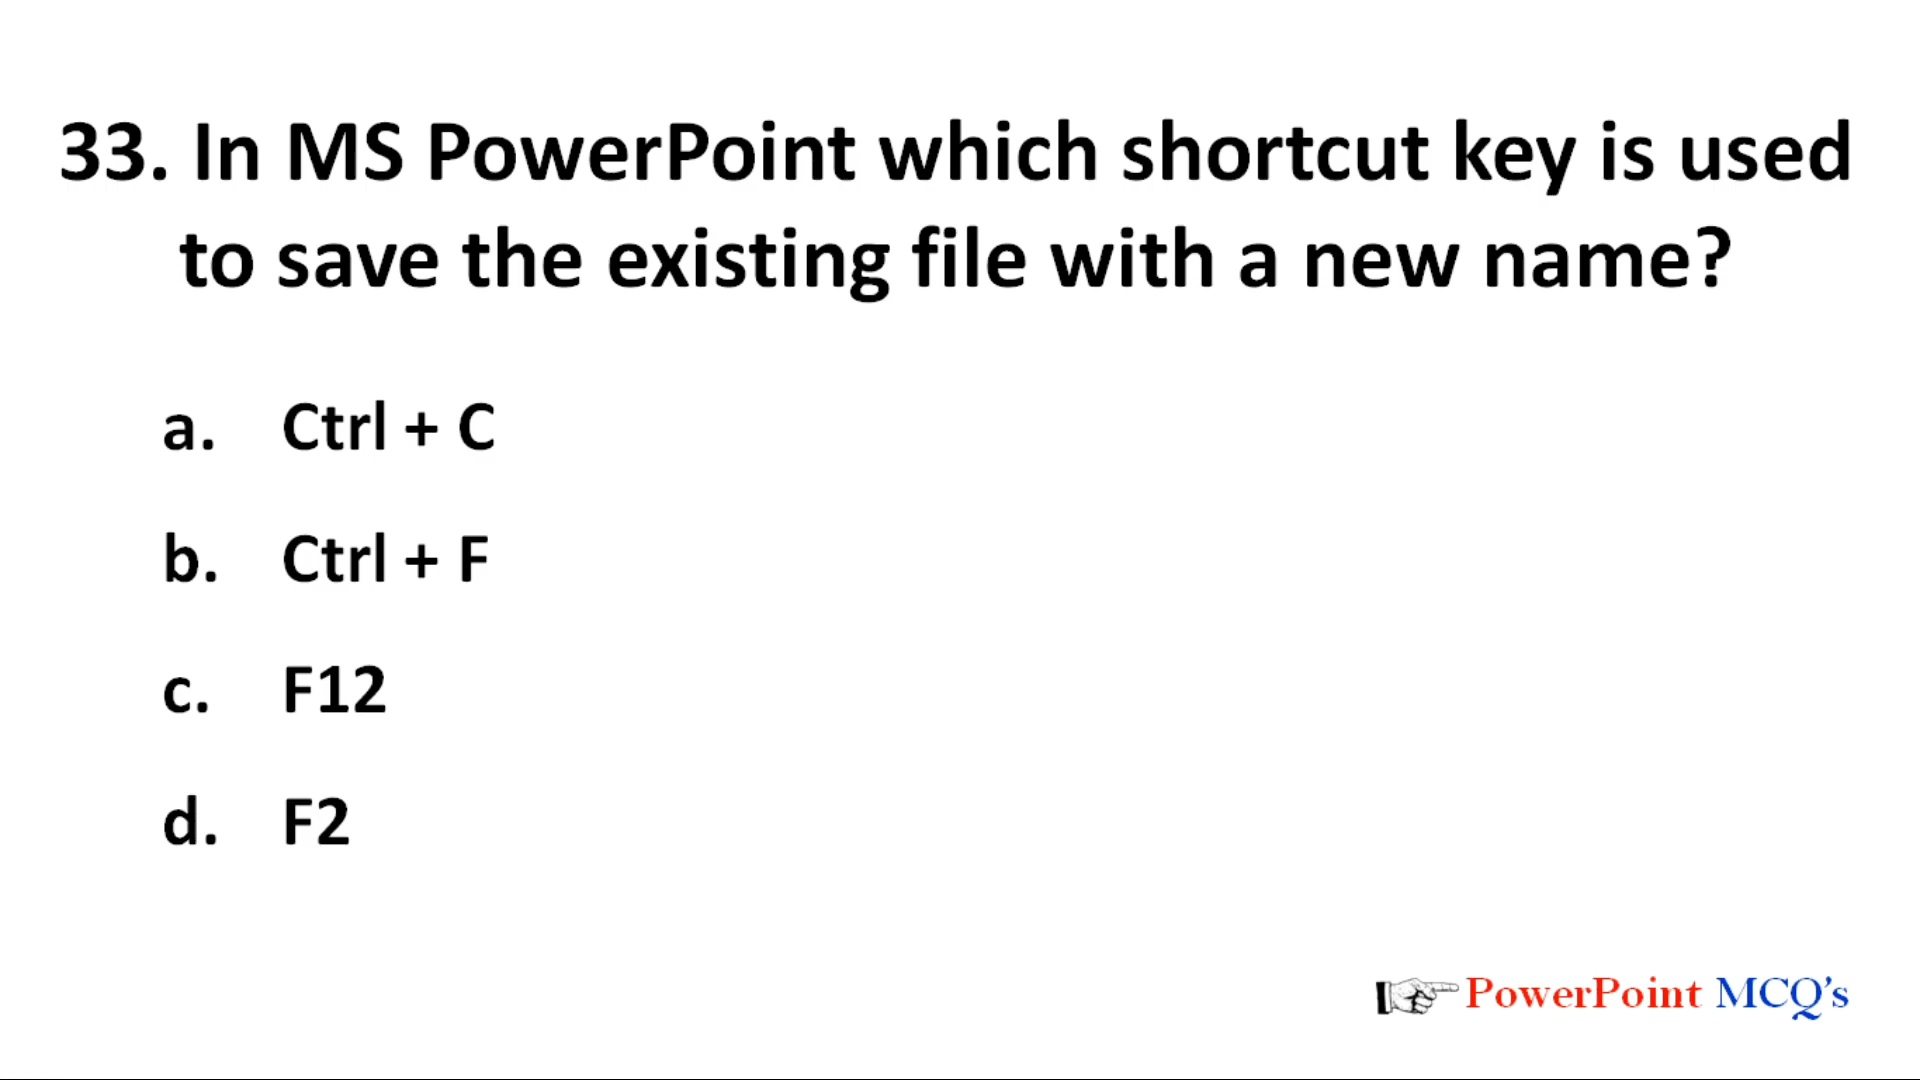 33. In MS PowerPoint which shortcut key is used
to save the existing file with a new name?
a. Ctrl + C
b. Ctrl + F
c. F12
d. F2
PowerPoint MCQ’s